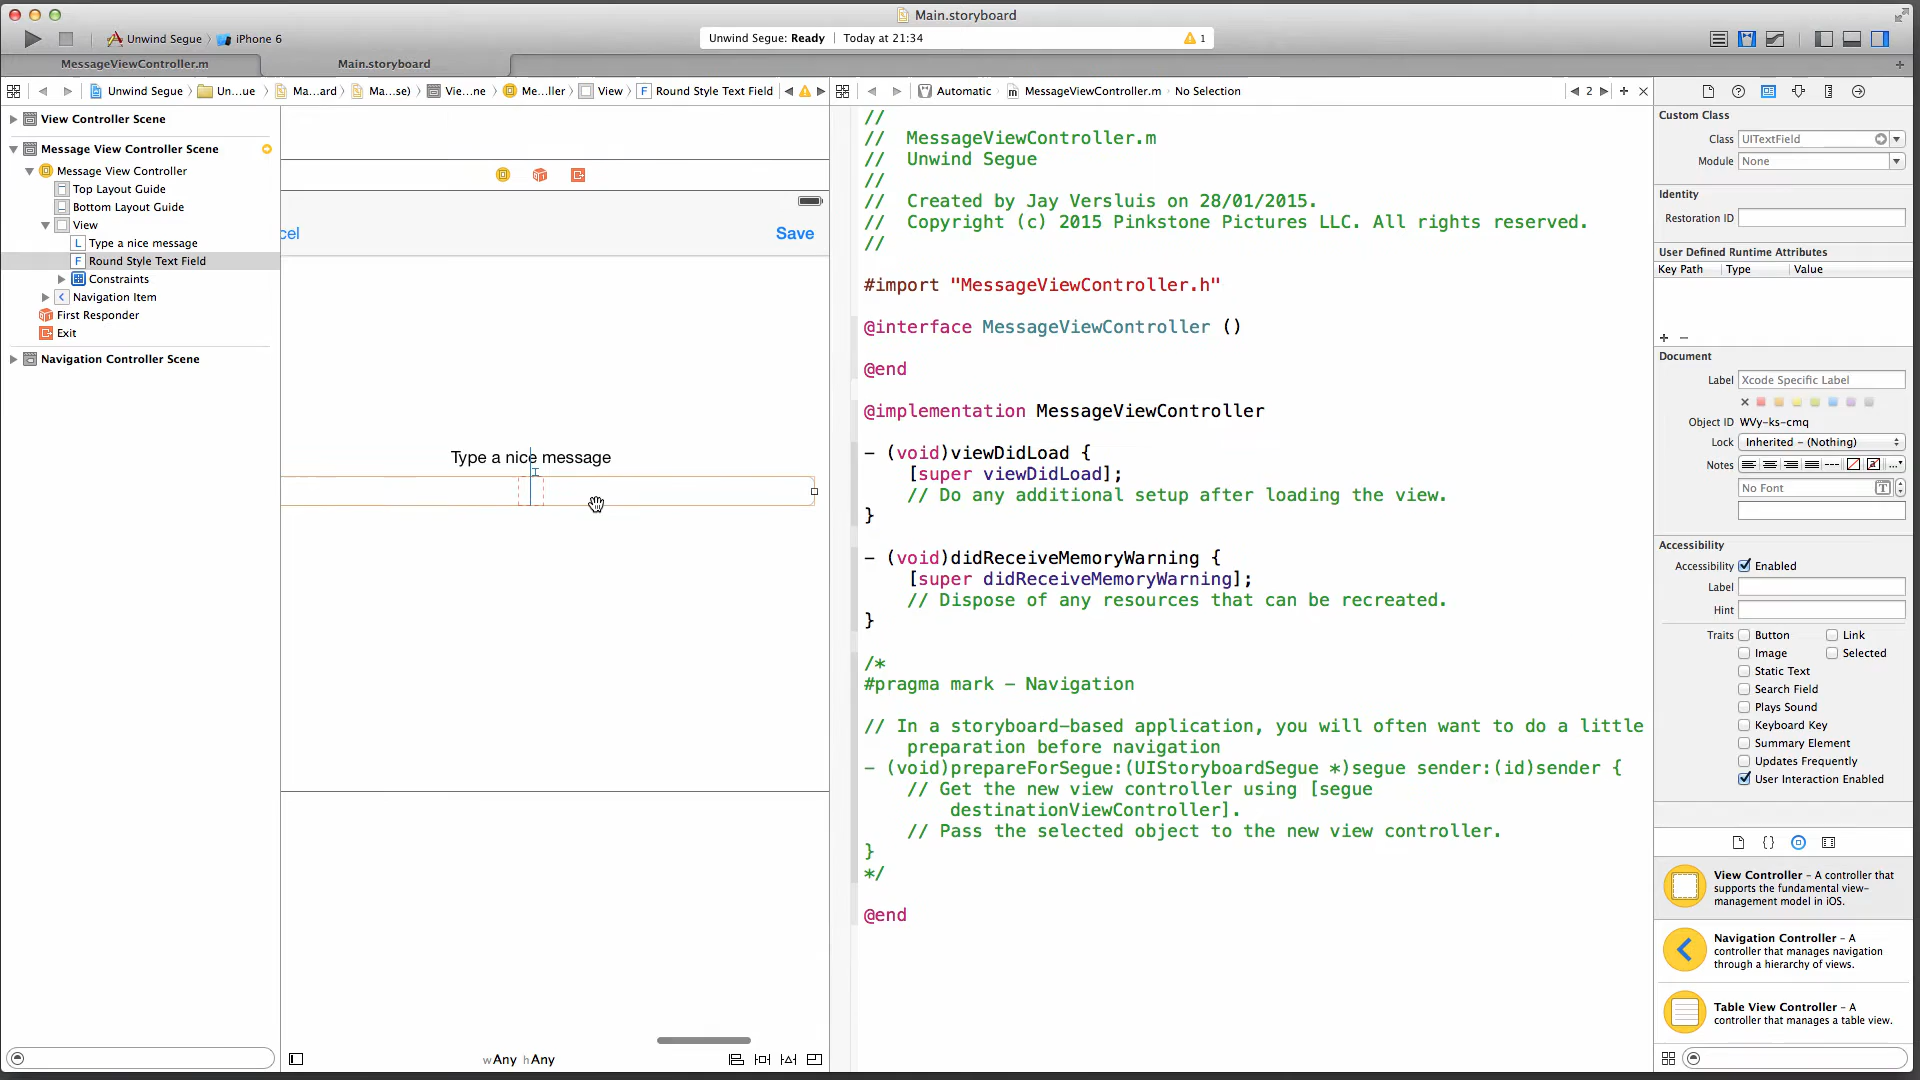 Main.storyboard
Unwind Segue
iPhone 6
Unwind Segue: Ready
Today at 21:34
1
MessageViewController.m
Main.storyboard
Unwind Segue
Un...ue
Ma...ard
Ma...se)
Vie...ne
Me...ller
View
F Round Style Text Field
Automatic
MessageViewController.m
No Selection
2
View Controller Scene
Message View Controller Scene
Message View Controller
Top Layout Guide
Bottom Layout Guide
View
L Type a nice message
F Round Style Text Field
Constraints
Navigation Item
First Responder
Exit
Navigation Controller Scene
cel
Save
Type a nice message
wAny hAny
//
// MessageViewController.m
// Unwind Segue
//
// Created by Jay Versluis on 28/01/2015.
// Copyright (c) 2015 Pinkstone Pictures LLC. All rights reserved.
//
#import "MessageViewController.h"
@interface MessageViewController ()
@end
@implementation MessageViewController
- (void)viewDidLoad {
[super viewDidLoad];
// Do any additional setup after loading the view.
}
- (void)didReceiveMemoryWarning {
[super didReceiveMemoryWarning];
// Dispose of any resources that can be recreated.
}
/*
#pragma mark - Navigation
// In a storyboard-based application, you will often want to do a little
preparation before navigation
- (void)prepareForSegue:(UIStoryboardSegue *)segue sender:(id)sender {
// Get the new view controller using [segue
destinationViewController].
// Pass the selected object to the new view controller.
}
*/
@end
Custom Class
Class UITextField
Module None
Identity
Restoration ID
User Defined Runtime Attributes
Key Path Type Value
Document
Label Xcode Specific Label
Object ID WVy-ks-cmq
Lock Inherited - (Nothing)
Notes
No Font
Accessibility
Accessibility Enabled
Label
Hint
Traits Button Link
Image Selected
Static Text
Search Field
Plays Sound
Keyboard Key
Summary Element
Updates Frequently
User Interaction Enabled
View Controller - A controller that
supports the fundamental view-
management model in iOS.
Navigation Controller - A
controller that manages navigation
through a hierarchy of views.
Table View Controller - A
controller that manages a table view.